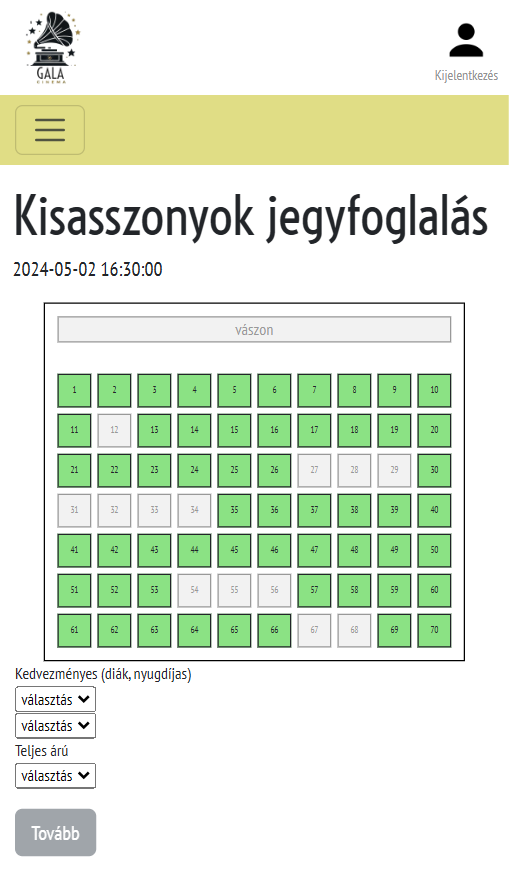 GALA
CINEMA
Kijelentkezés
Kisasszonyok jegyfoglalás
2024-05-02 16:30:00
vászon
1 2 3 4 5 6 7 8 9 10
11 12 13 14 15 16 17 18 19 20
21 22 23 24 25 26 27 28 29 30
31 32 33 34 35 36 37 38 39 40
41 42 43 44 45 46 47 48 49 50
51 52 53 54 55 56 57 58 59 60
61 62 63 64 65 66 67 68 69 70
Kedvezményes (diák, nyugdíjas)
választás
választás
Teljes árú
választás
Tovább